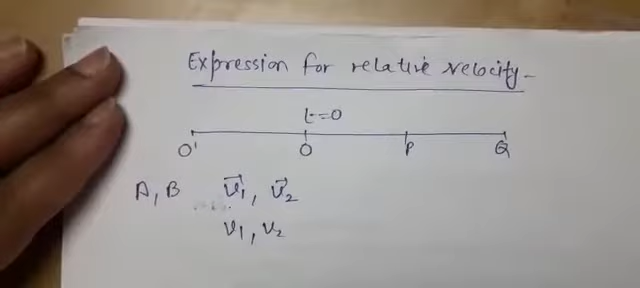 Expression for relative velocity-
t=0
O' O P Q
A, B v⃗1, v⃗2
v1, v2